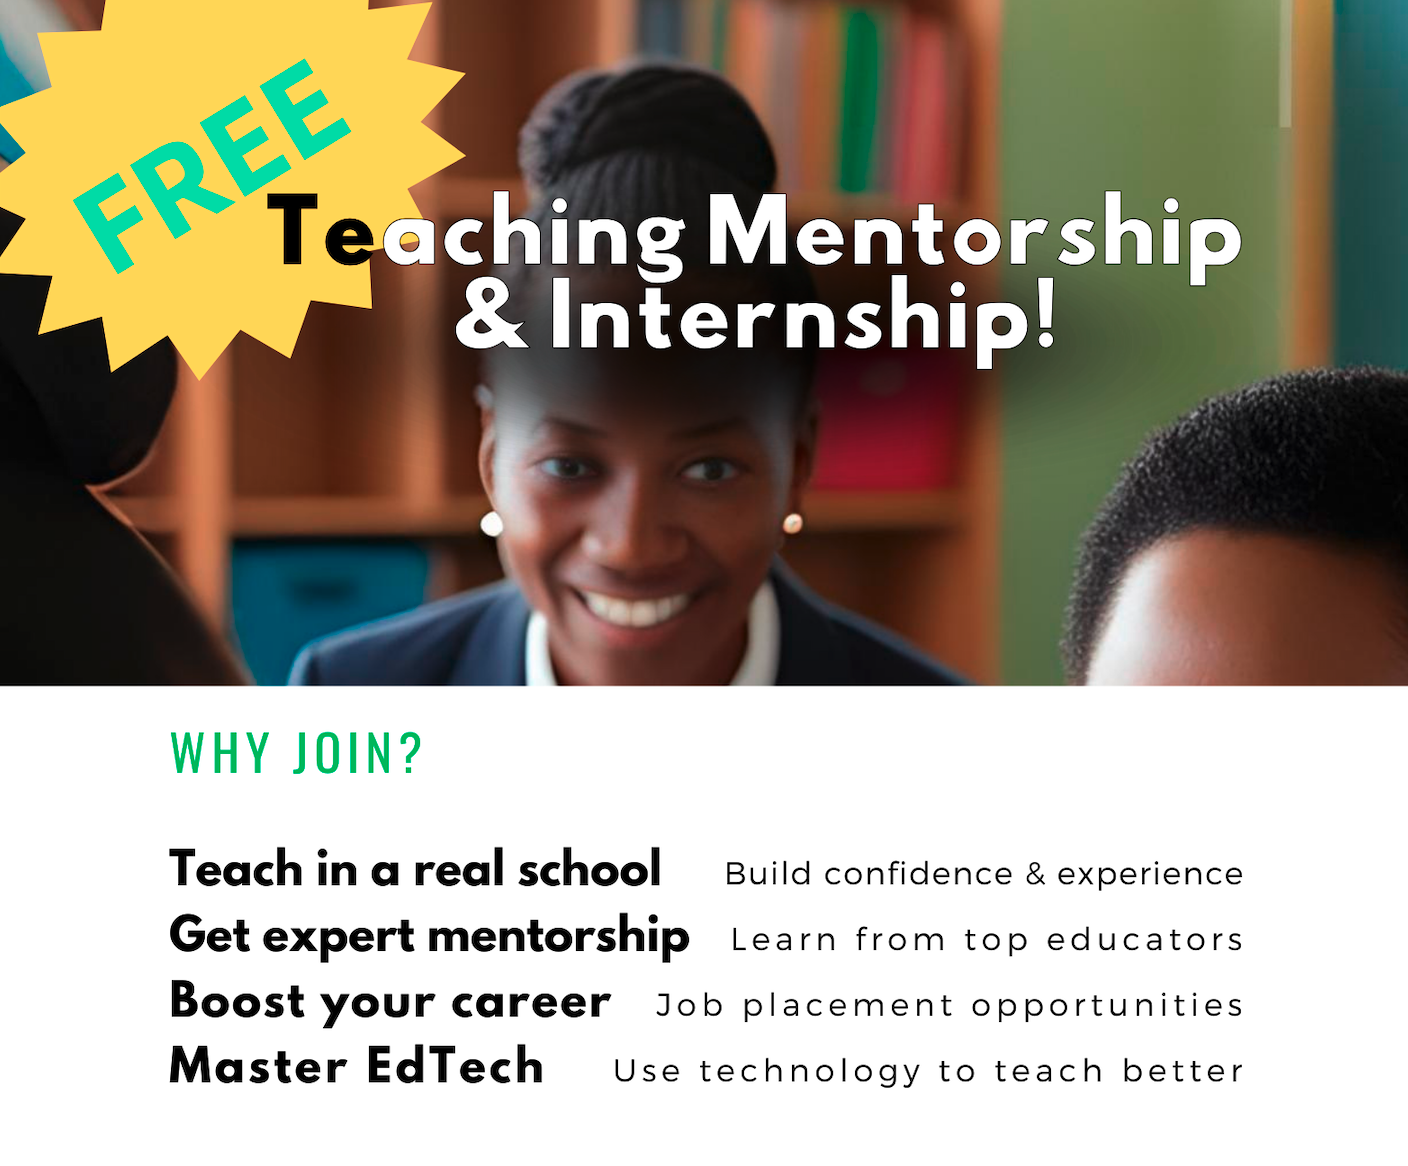 FREE
Teaching Mentorship
& Internship!
WHY JOIN?
Teach in a real school Build confidence & experience
Get expert mentorship Learn from top educators
Boost your career Job placement opportunities
Master EdTech Use technology to teach better